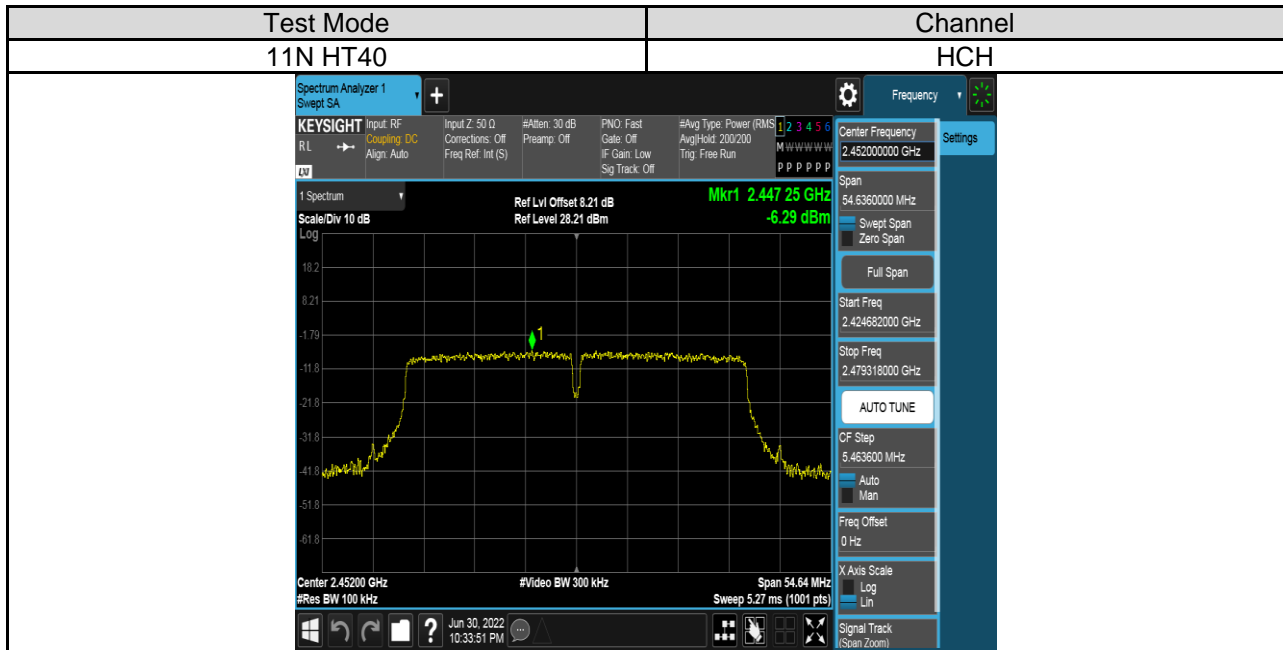 Test Mode
Channel
11N HT40
HCH
Spectrum Analyzer 1
Swept SA
+
Frequency
KEYSIGHT
RL
LXI
Input: RF
Coupling: DC
Align: Auto
Input Z: 50 Ω
Corrections: Off
Freq Ref: Int (S)
#Atten: 30 dB
Preamp: Off
PNO: Fast
Gate: Off
IF Gain: Low
Sig Track: Off
#Avg Type: Power (RMS
Avg|Hold: 200/200
Trig: Free Run
1 2 3 4 5 6
M W W W W W
P P P P P P
1 Spectrum
Scale/Div 10 dB
Ref Lvl Offset 8.21 dB
Ref Level 28.21 dBm
Mkr1 2.447 25 GHz
-6.29 dBm
Log
18.2
8.21
-1.79
-11.8
-21.8
-31.8
-41.8
-51.8
-61.8
1
Center 2.45200 GHz
#Res BW 100 kHz
#Video BW 300 kHz
Span 54.64 MHz
Sweep 5.27 ms (1001 pts)
Center Frequency
2.452000000 GHz
Settings
Span
54.6360000 MHz
Swept Span
Zero Span
Full Span
Start Freq
2.424682000 GHz
Stop Freq
2.479318000 GHz
AUTO TUNE
CF Step
5.463600 MHz
Auto
Man
Freq Offset
0 Hz
X Axis Scale
Log
Lin
Signal Track
(Span Zoom)
?
Jun 30, 2022
10:33:51 PM